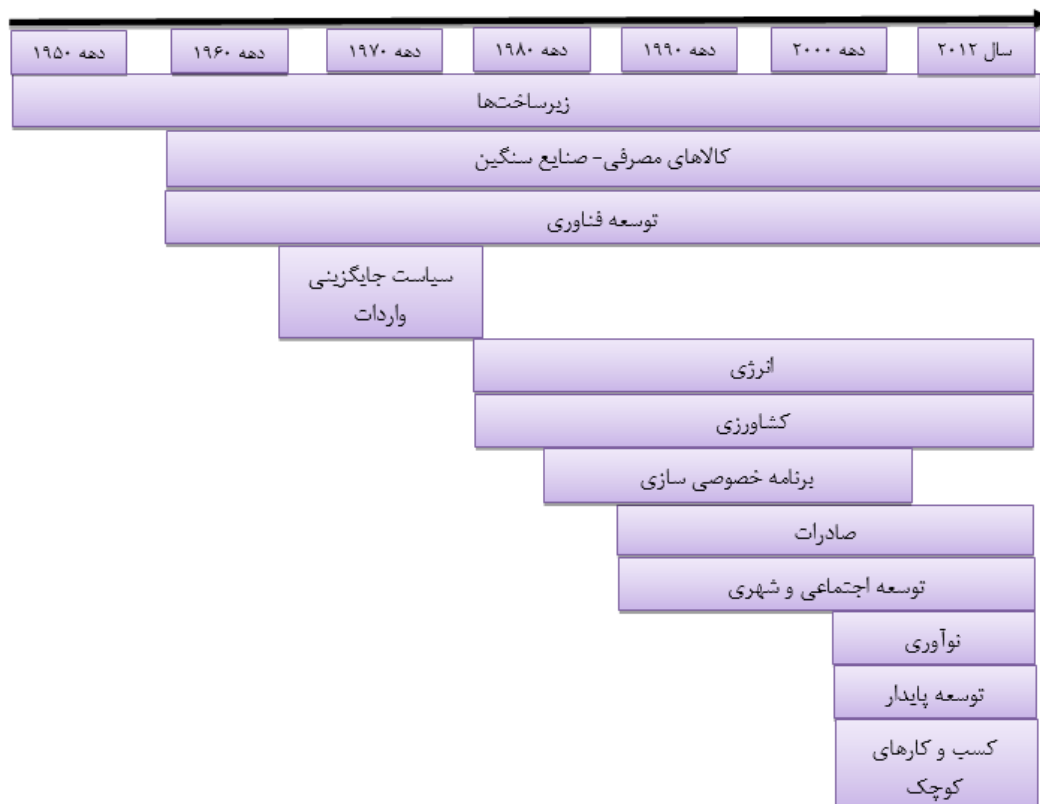 دهه ۱۹۵۰
دهه ۱۹۶۰
دهه ۱۹۷۰
دهه ۱۹۸۰
دهه ۱۹۹۰
دهه ۲۰۰۰
سال ۲۰۱۲
زیرساخت‌ها
کالاهای مصرفی- صنایع سنگین
توسعه فناوری
سیاست جایگزینی
واردات
انرژی
کشاورزی
برنامه خصوصی سازی
صادرات
توسعه اجتماعی و شهری
نوآوری
توسعه پایدار
کسب و کارهای
کوچک